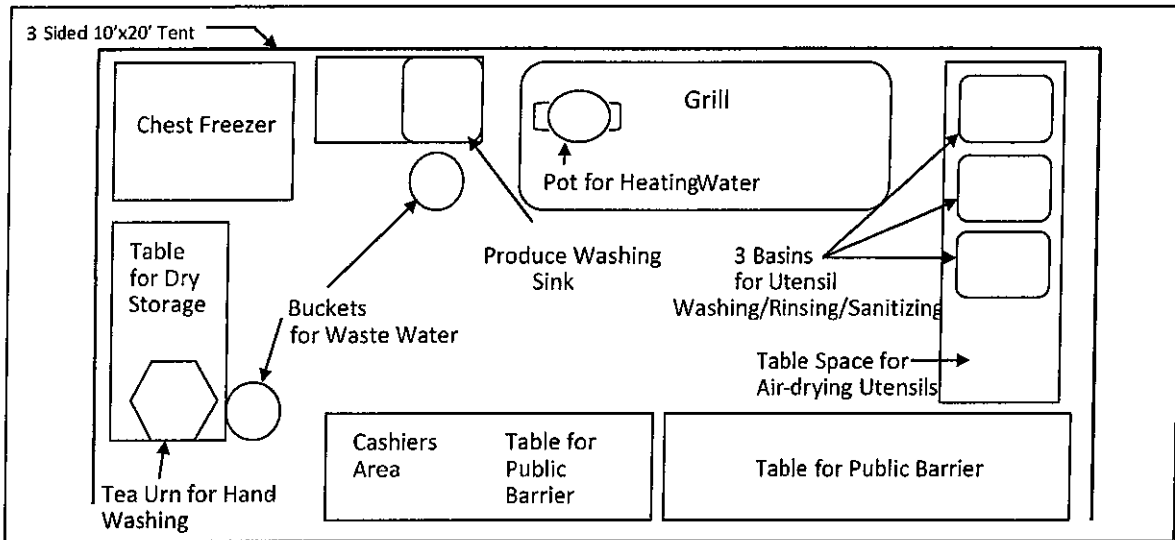 3 Sided 10'x20' Tent
Chest Freezer
Grill
Pot for HeatingWater
Table
for Dry
Storage
Produce Washing
Sink
3 Basins
for Utensil
Washing/Rinsing/Sanitizing
Buckets
for Waste Water
Table Space for
Air-drying Utensils
Cashiers
Area
Table for
Public
Barrier
Table for Public Barrier
Tea Urn for Hand
Washing